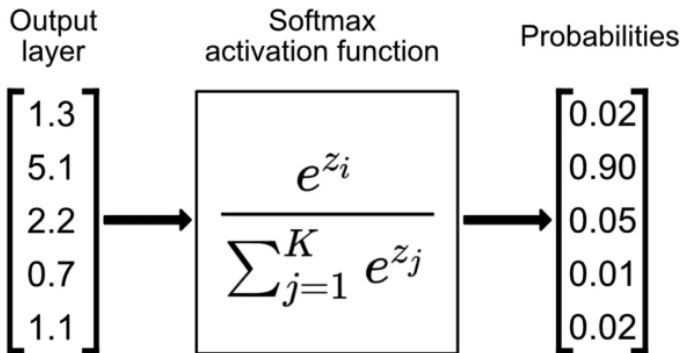 Output
layer
Softmax
activation function
Probabilities
1.3
5.1
2.2
0.7
1.1
e^{z_i}
∑_{j=1}^{K} e^{z_j}
0.02
0.90
0.05
0.01
0.02